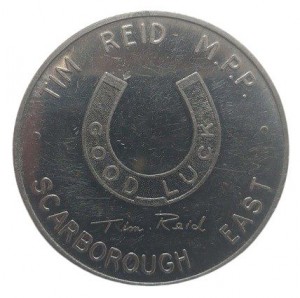 · TIM REID M.P.P. ·
GOOD LUCK
Tim Reid
SCARBOROUGH EAST